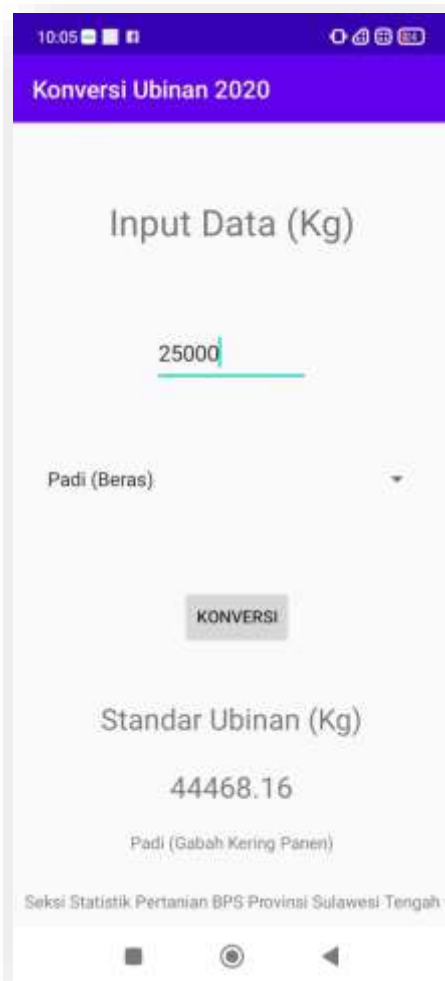 10:05
Konversi Ubinan 2020
Input Data (Kg)
25000
Padi (Beras)
KONVERSI
Standar Ubinan (Kg)
44468.16
Padi (Gabah Kering Panen)
Seksi Statistik Pertanian BPS Provinsi Sulawesi Tengah